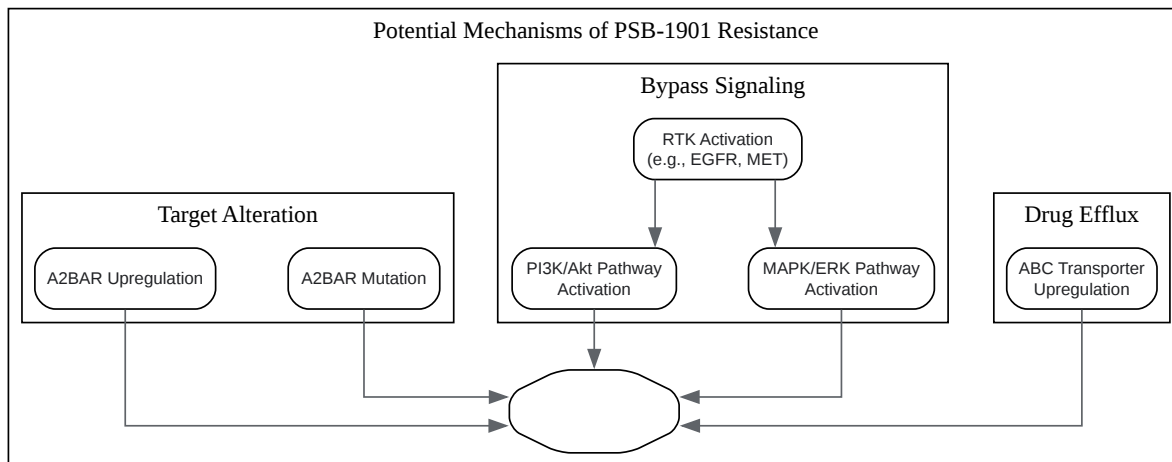 Potential Mechanisms of PSB-1901 Resistance
Bypass Signaling
RTK Activation
(e.g., EGFR, MET)
Target Alteration
Drug Efflux
A2BAR Upregulation
A2BAR Mutation
PI3K/Akt Pathway
Activation
MAPK/ERK Pathway
Activation
ABC Transporter
Upregulation